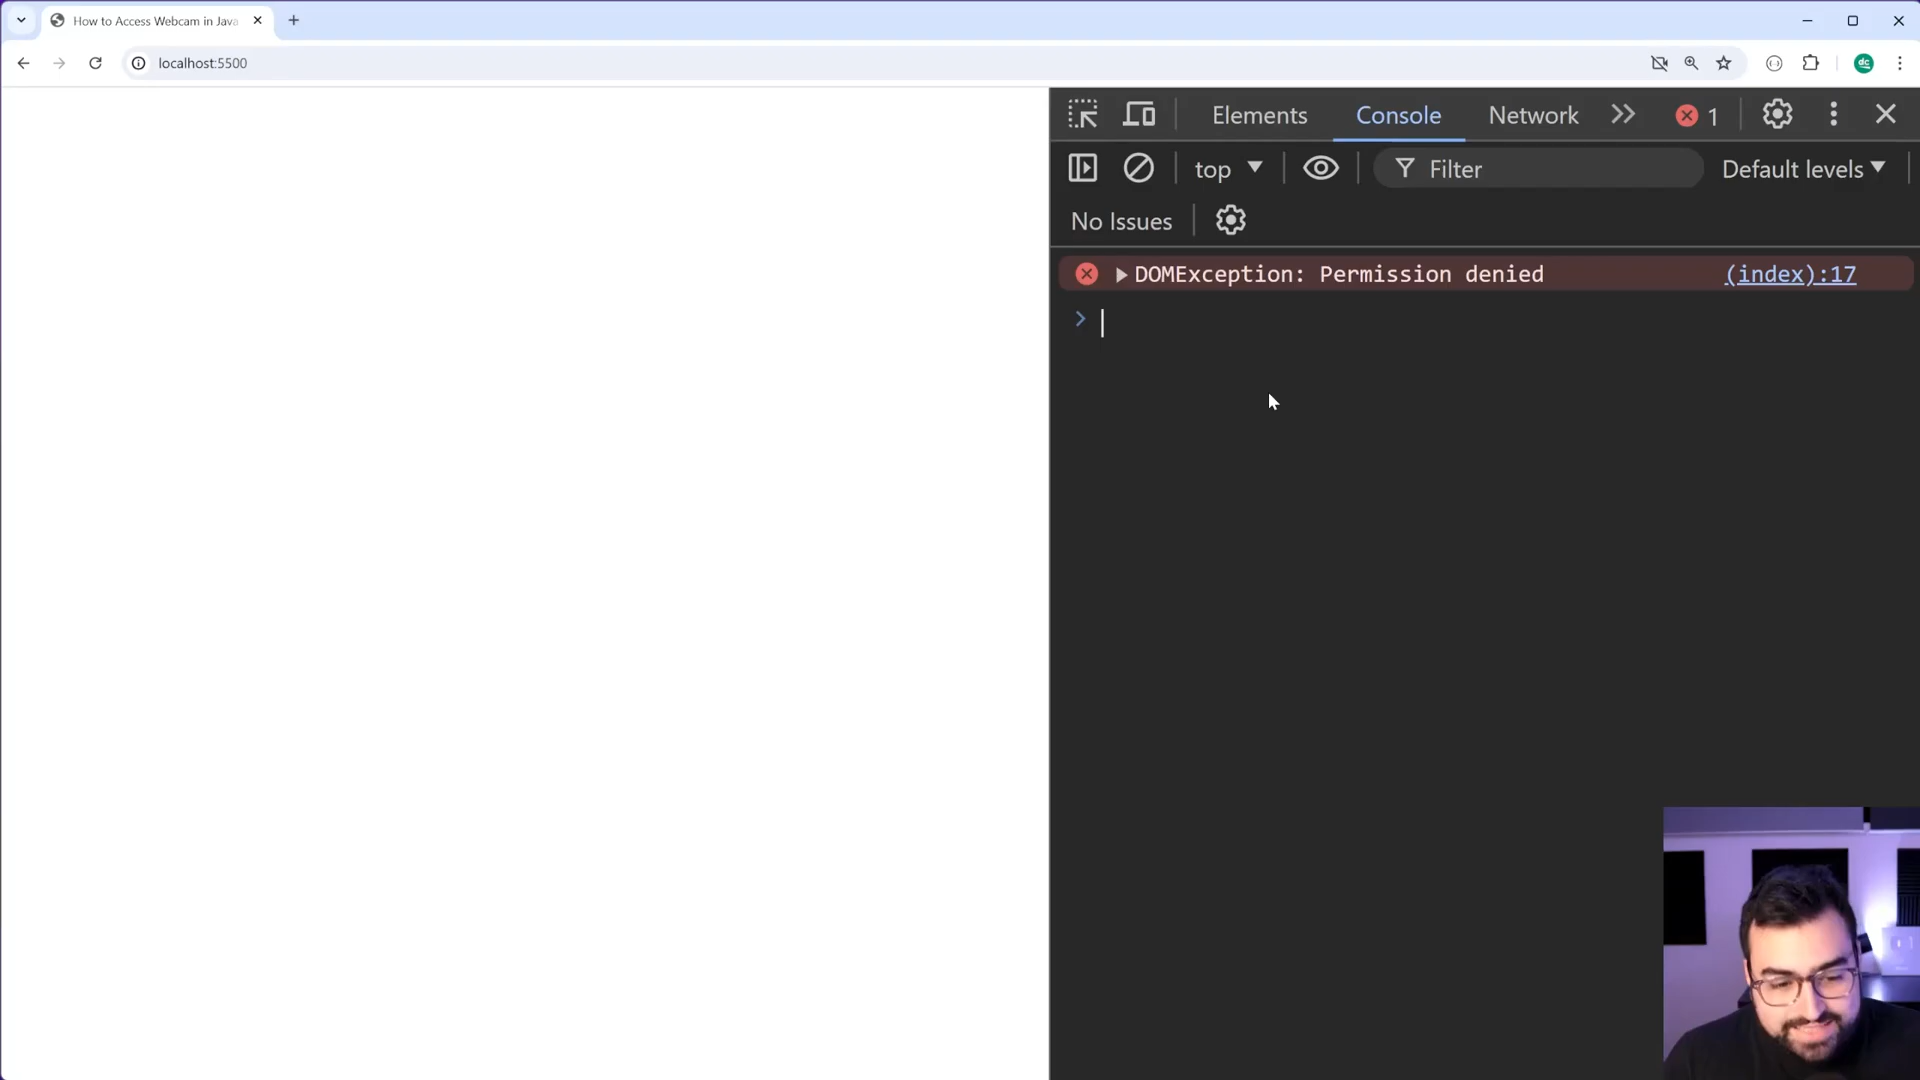 How to Access Webcam in Java
localhost:5500
dc
Elements
Console
Network
1
top
Filter
Default levels
No Issues
DOMException: Permission denied
(index):17